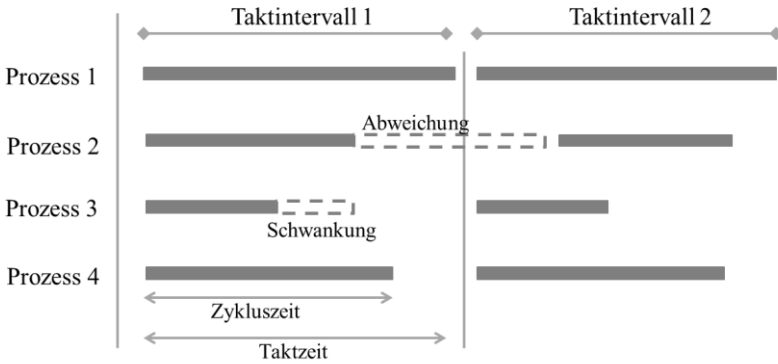 Taktintervall 1
Taktintervall 2
Prozess 1
Abweichung
Prozess 2
Prozess 3
Schwankung
Prozess 4
Zykluszeit
Taktzeit